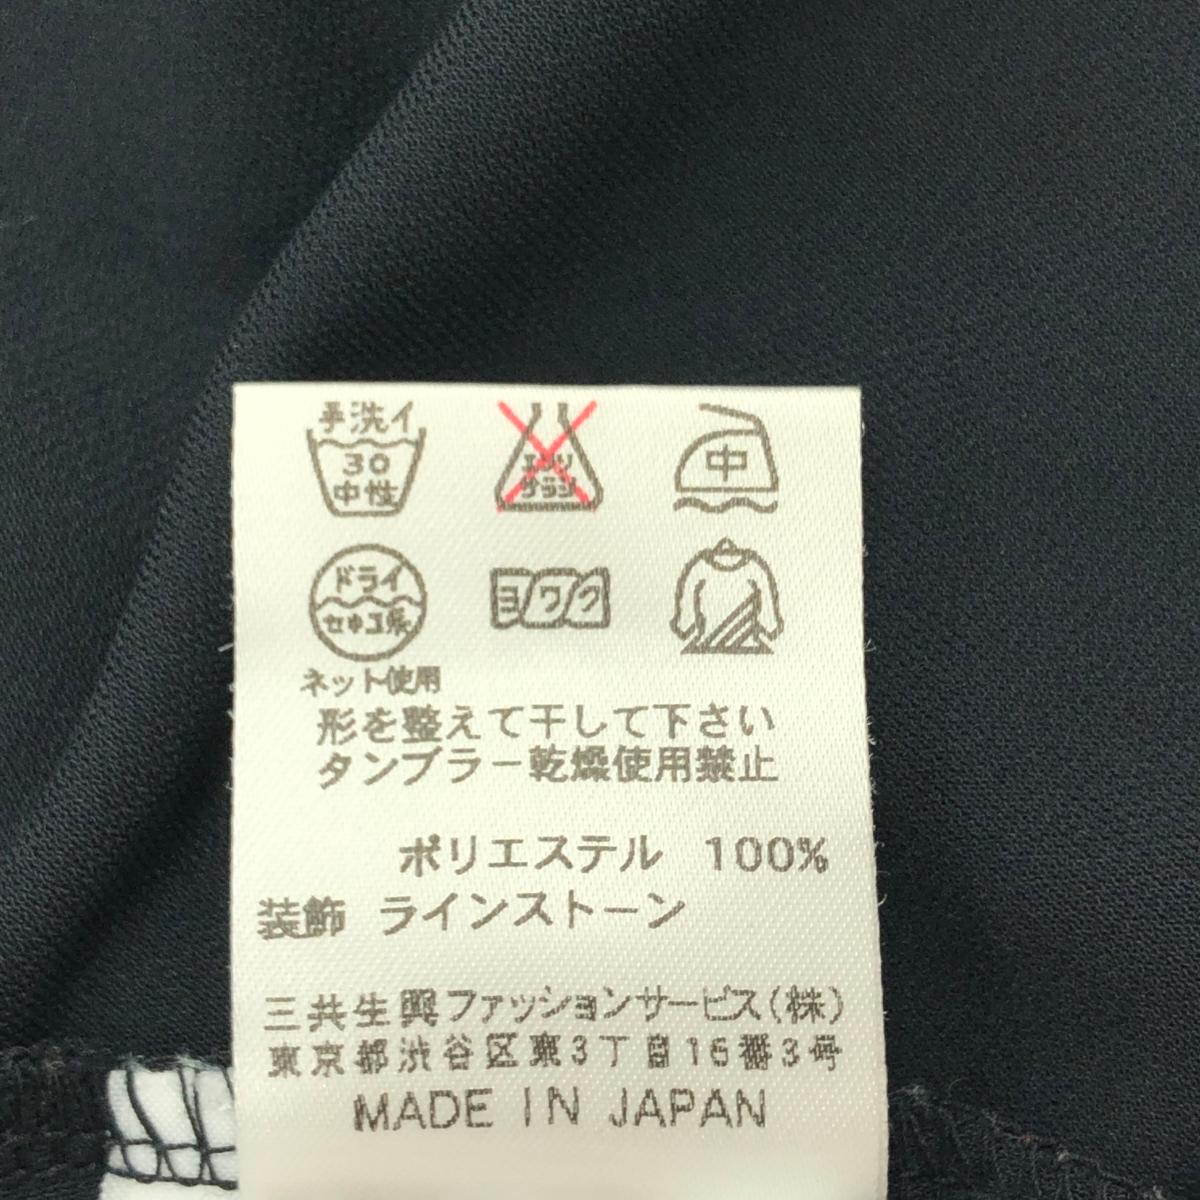 手洗イ
30
中性
エンソ
サラシ
中
ドライ
セキユ系
ヨワク
ネット使用
形を整えて干して下さい
タンブラー乾燥使用禁止
ポリエステル 100%
装飾 ラインストーン
三共生興ファッションサービス(株)
東京都渋谷区東3丁目16番3号
MADE IN JAPAN